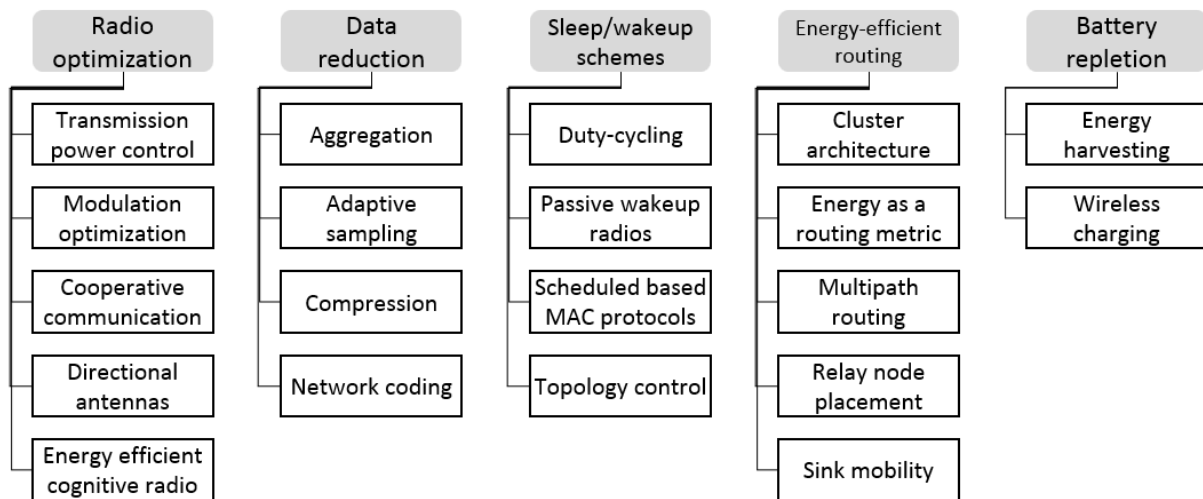 Radio
optimization
Transmission
power control
Modulation
optimization
Cooperative
communication
Directional
antennas
Energy efficient
cognitive radio
Data
reduction
Aggregation
Adaptive
sampling
Compression
Network coding
Sleep/wakeup
schemes
Duty-cycling
Passive wakeup
radios
Scheduled based
MAC protocols
Topology control
Energy-efficient
routing
Cluster
architecture
Energy as a
routing metric
Multipath
routing
Relay node
placement
Sink mobility
Battery
repletion
Energy
harvesting
Wireless
charging